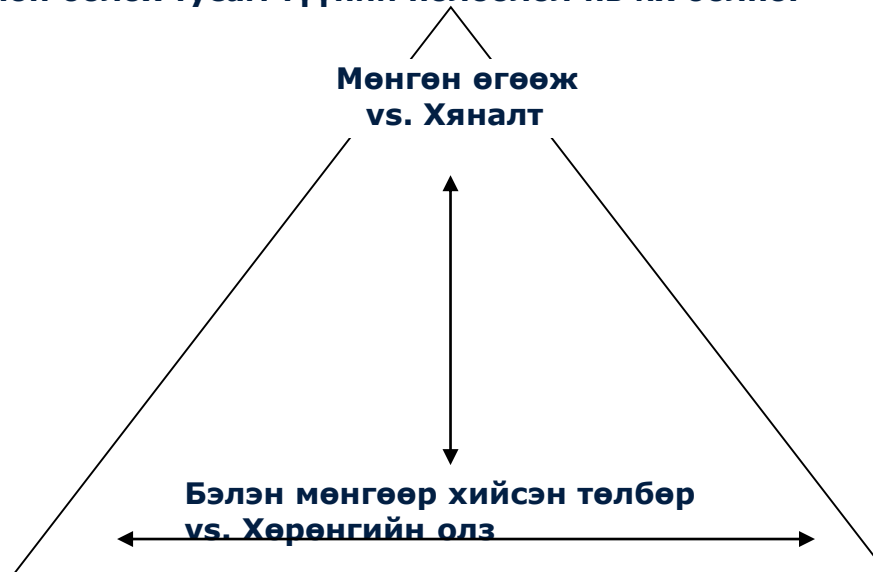 Мөнгөн өгөөж
vs. Хяналт
Бэлэн мөнгөөр хийсэн төлбөр
vs. Хөрөнгийн олз